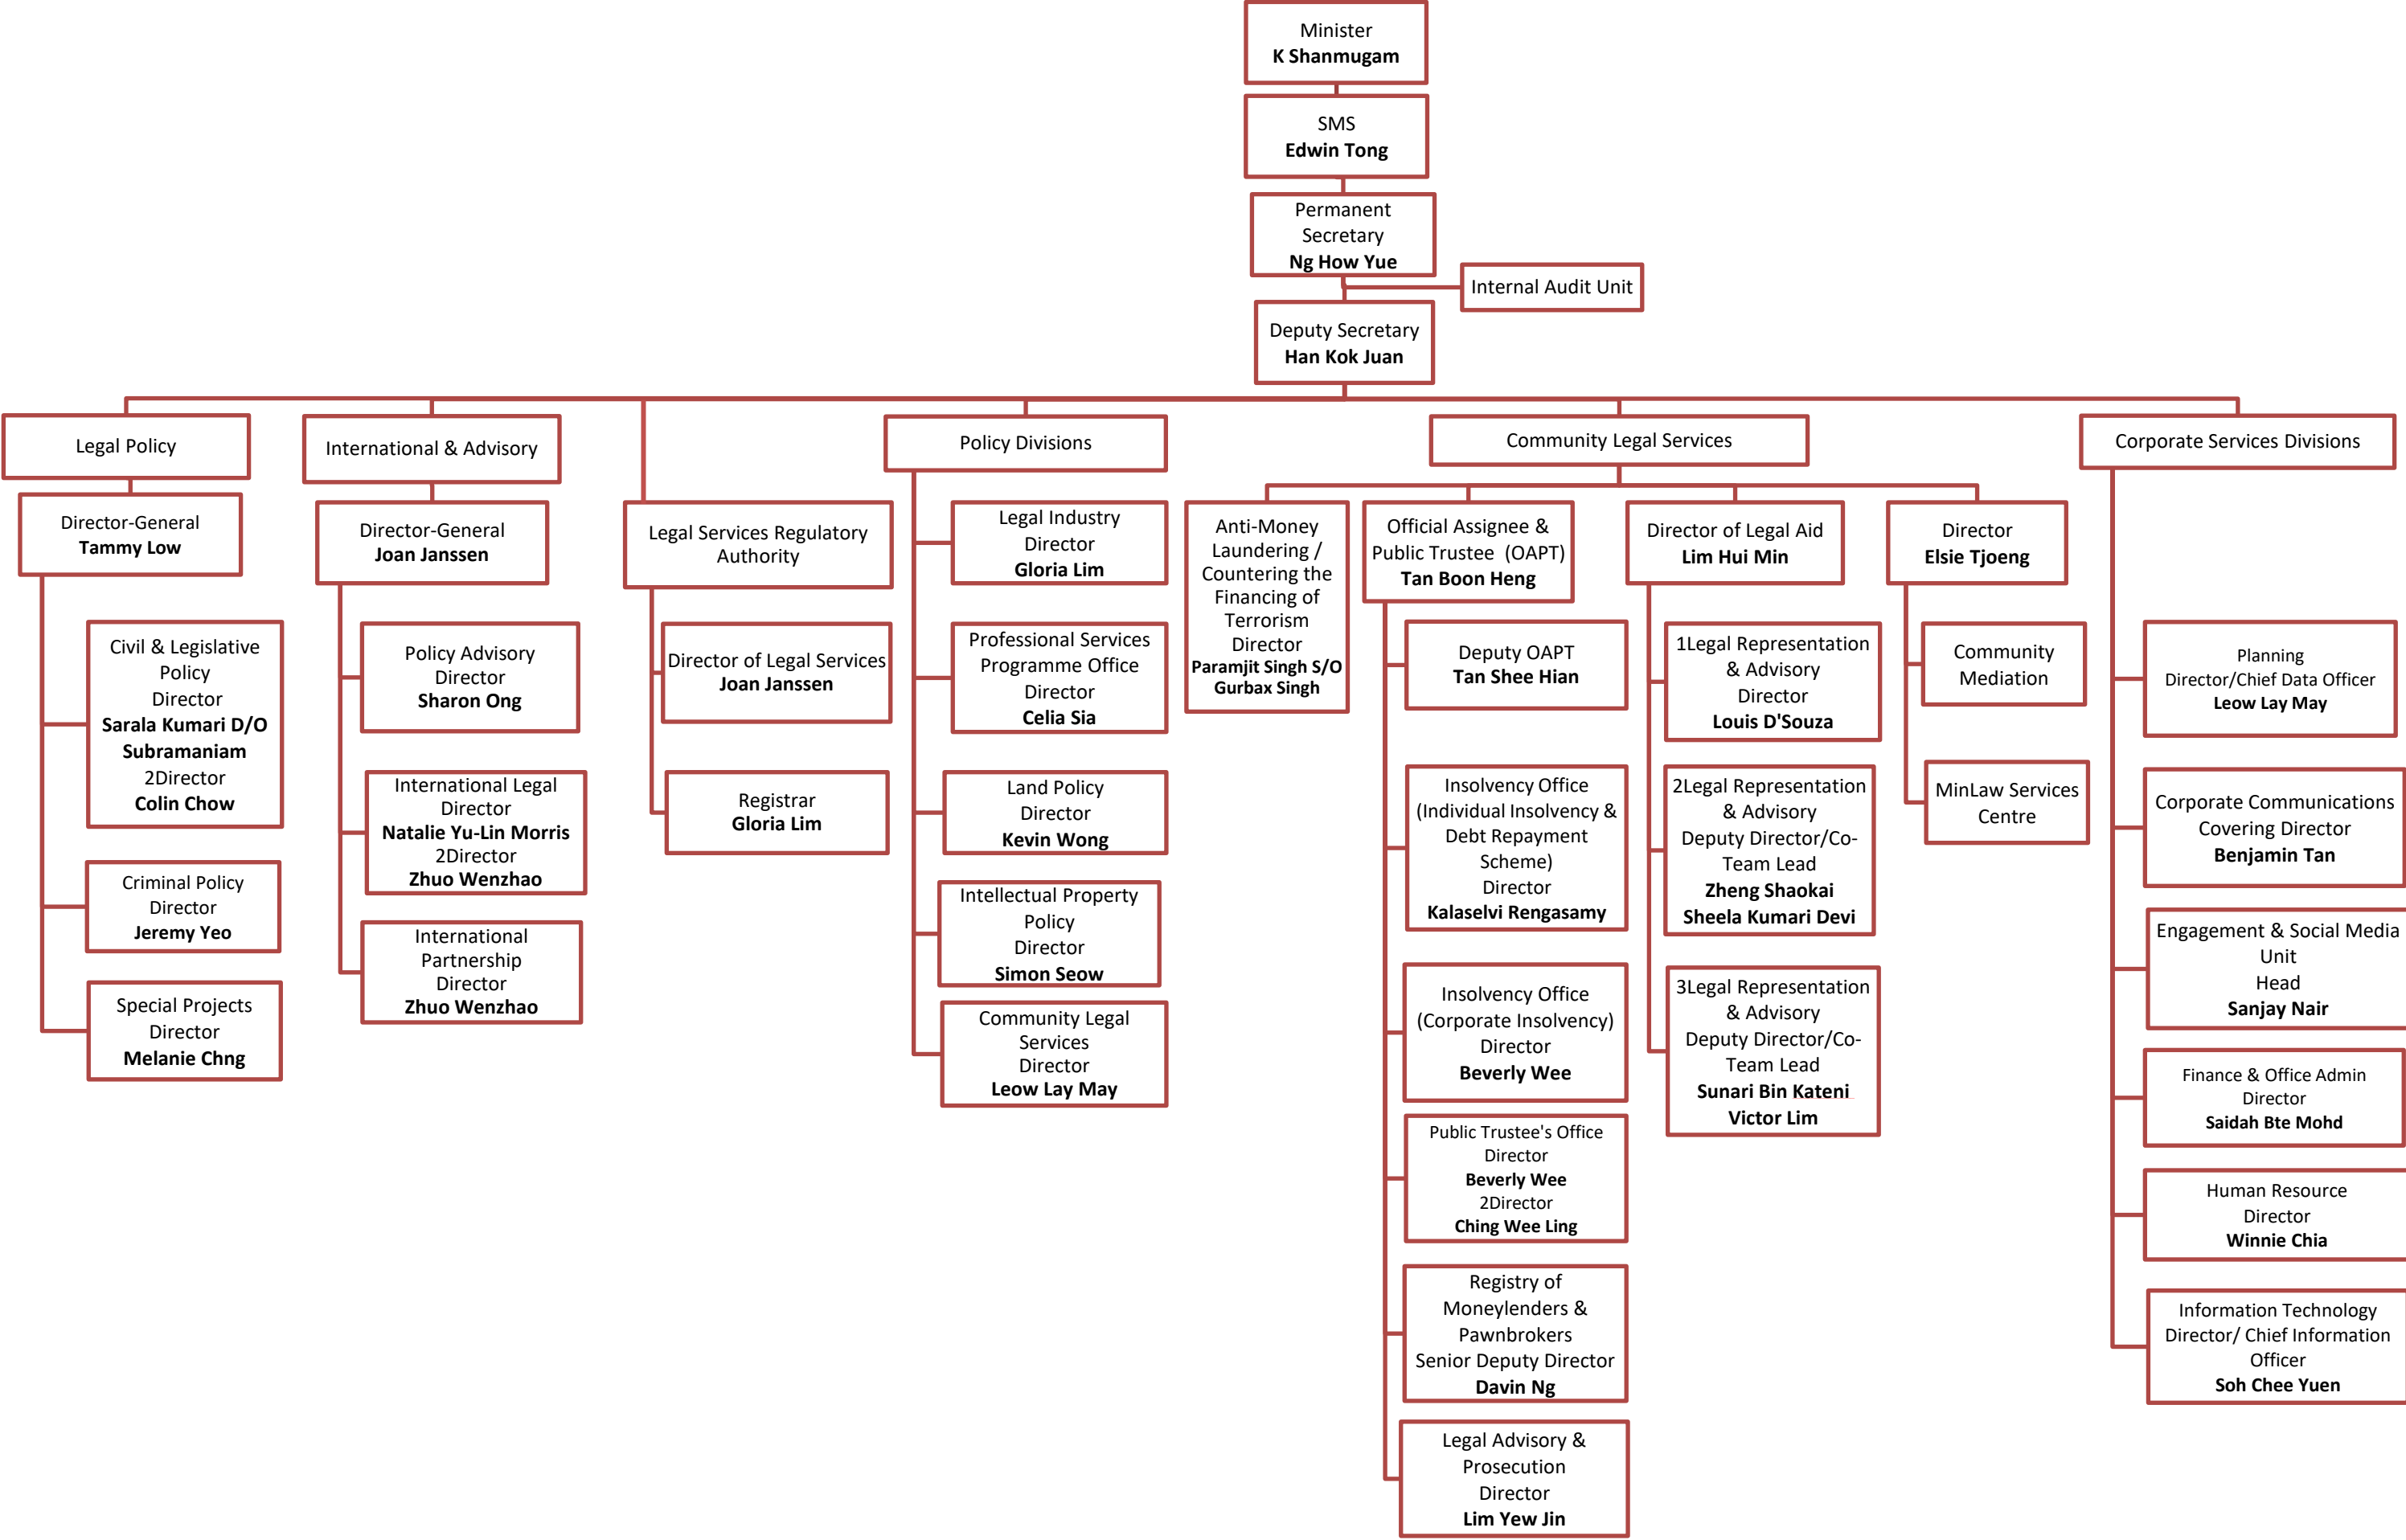 Minister
K Shanmugam
SMS
Edwin Tong
Permanent
Secretary
Ng How Yue
Internal Audit Unit
Deputy Secretary
Han Kok Juan
Legal Policy
Director-General
Tammy Low
Civil & Legislative
Policy
Director
Sarala Kumari D/O
Subramaniam
2Director
Colin Chow
Criminal Policy
Director
Jeremy Yeo
Special Projects
Director
Melanie Chng
International & Advisory
Director-General
Joan Janssen
Policy Advisory
Director
Sharon Ong
International Legal
Director
Natalie Yu-Lin Morris
2Director
Zhuo Wenzhao
International
Partnership
Director
Zhuo Wenzhao
Legal Services Regulatory
Authority
Director of Legal Services
Joan Janssen
Registrar
Gloria Lim
Policy Divisions
Legal Industry
Director
Gloria Lim
Professional Services
Programme Office
Director
Celia Sia
Land Policy
Director
Kevin Wong
Intellectual Property
Policy
Director
Simon Seow
Community Legal
Services
Director
Leow Lay May
Community Legal Services
Anti-Money
Laundering /
Countering the
Financing of
Terrorism
Director
Paramjit Singh S/O
Gurbax Singh
Official Assignee &
Public Trustee (OAPT)
Tan Boon Heng
Deputy OAPT
Tan Shee Hian
Insolvency Office
(Individual Insolvency &
Debt Repayment
Scheme)
Director
Kalaselvi Rengasamy
Insolvency Office
(Corporate Insolvency)
Director
Beverly Wee
Public Trustee's Office
Director
Beverly Wee
2Director
Ching Wee Ling
Registry of
Moneylenders &
Pawnbrokers
Senior Deputy Director
Davin Ng
Legal Advisory &
Prosecution
Director
Lim Yew Jin
Director of Legal Aid
Lim Hui Min
1Legal Representation
& Advisory
Director
Louis D'Souza
2Legal Representation
& Advisory
Deputy Director/Co-
Team Lead
Zheng Shaokai
Sheela Kumari Devi
3Legal Representation
& Advisory
Deputy Director/Co-
Team Lead
Sunari Bin Kateni
Victor Lim
Director
Elsie Tjoeng
Community
Mediation
MinLaw Services
Centre
Corporate Services Divisions
Planning
Director/Chief Data Officer
Leow Lay May
Corporate Communications
Covering Director
Benjamin Tan
Engagement & Social Media
Unit
Head
Sanjay Nair
Finance & Office Admin
Director
Saidah Bte Mohd
Human Resource
Director
Winnie Chia
Information Technology
Director/ Chief Information
Officer
Soh Chee Yuen